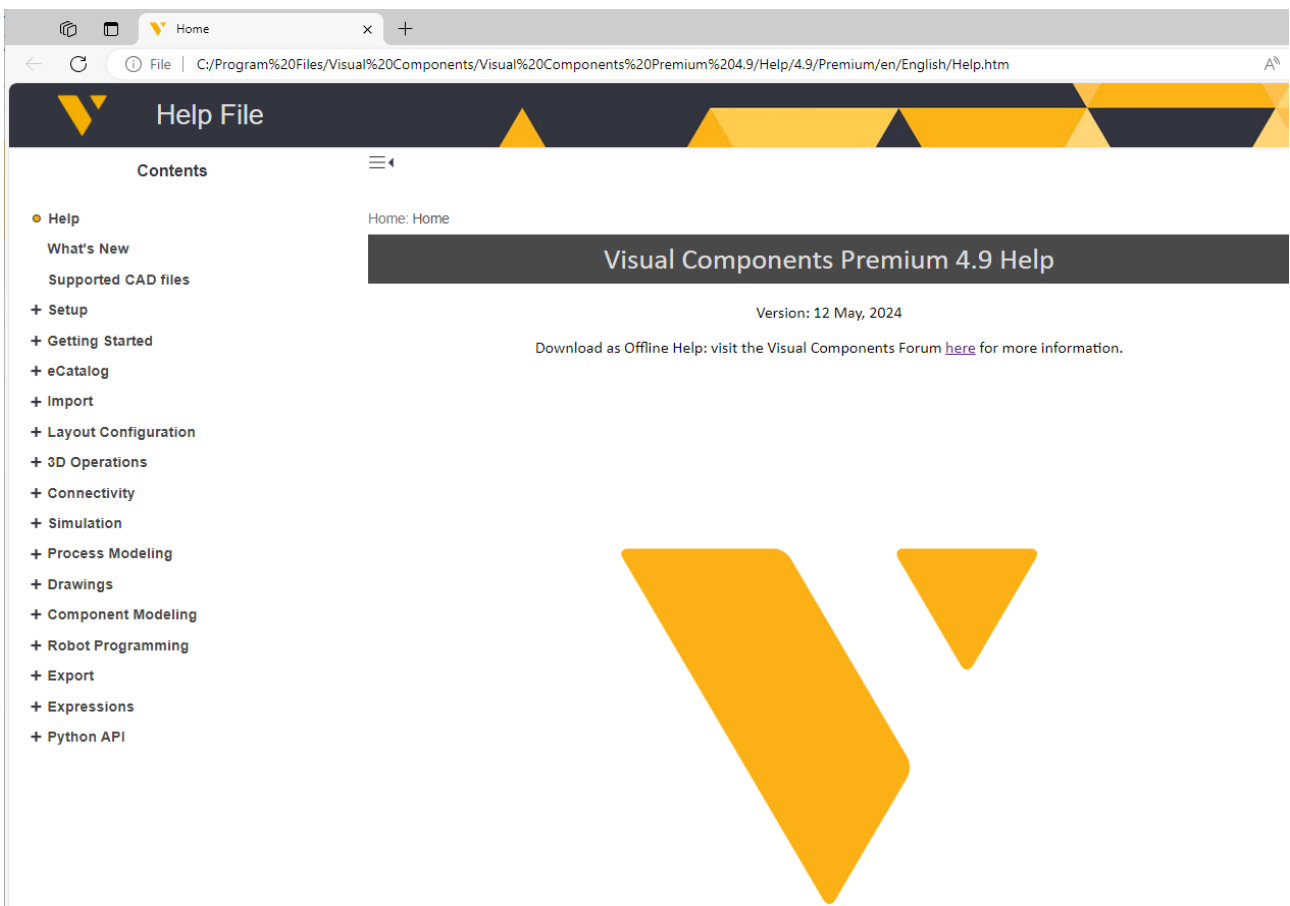 Home
File
C:/Program%20Files/Visual%20Components/Visual%20Components%20Premium%204.9/Help/4.9/Premium/en/English/Help.htm
Help File
Contents
Help
What's New
Supported CAD files
+ Setup
+ Getting Started
+ eCatalog
+ Import
+ Layout Configuration
+ 3D Operations
+ Connectivity
+ Simulation
+ Process Modeling
+ Drawings
+ Component Modeling
+ Robot Programming
+ Export
+ Expressions
+ Python API
Home: Home
Visual Components Premium 4.9 Help
Version: 12 May, 2024
Download as Offline Help: visit the Visual Components Forum here for more information.